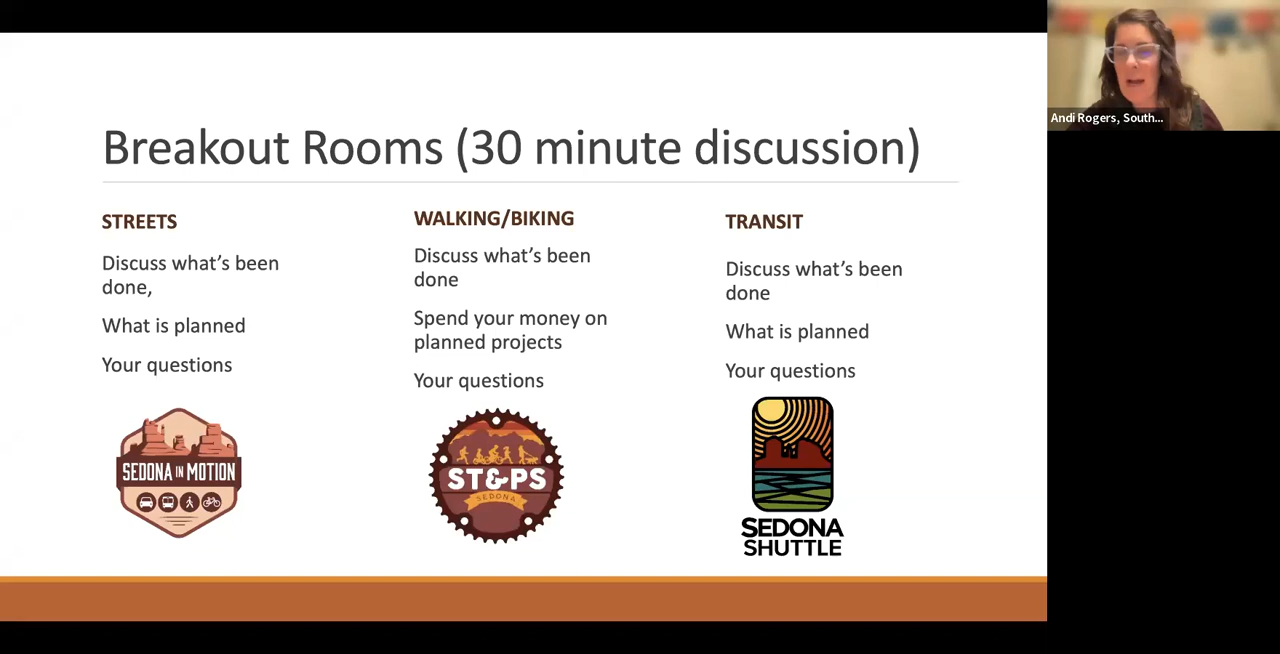 Breakout Rooms (30 minute discussion)
STREETS
Discuss what's been
done,
What is planned
Your questions
SEDONA IN MOTION
WALKING/BIKING
Discuss what's been
done
Spend your money on
planned projects
Your questions
ST&PS
SEDONA
TRANSIT
Discuss what's been
done
What is planned
Your questions
SEDONA
SHUTTLE
Andi Rogers, South...